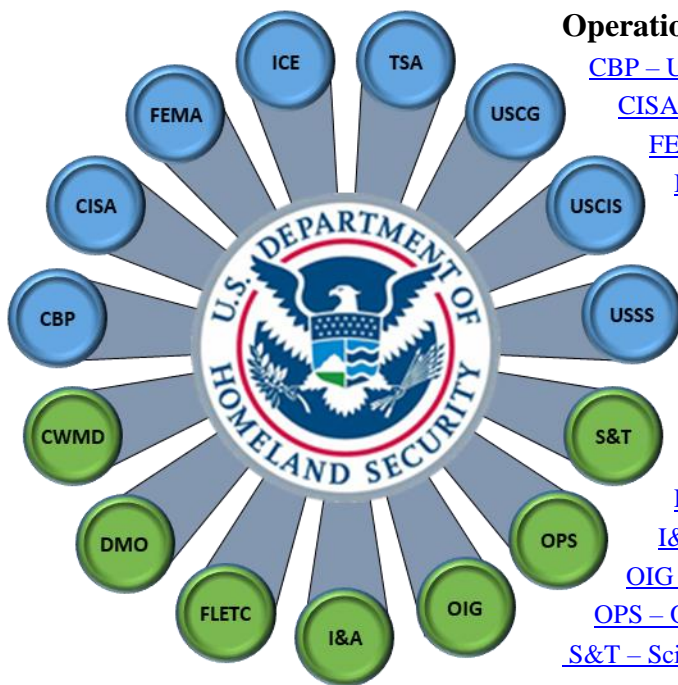 Operatio
CBP – U
CISA
FE
I
ICE
TSA
FEMA
USCG
CISA
USCIS
CBP
USSS
U.S. DEPARTMENT OF
HOMELAND SECURITY
CWMD
S&T
DMO
OPS
FLETC
OIG
I&A
I&
OIG
OPS – O
S&T – Sci